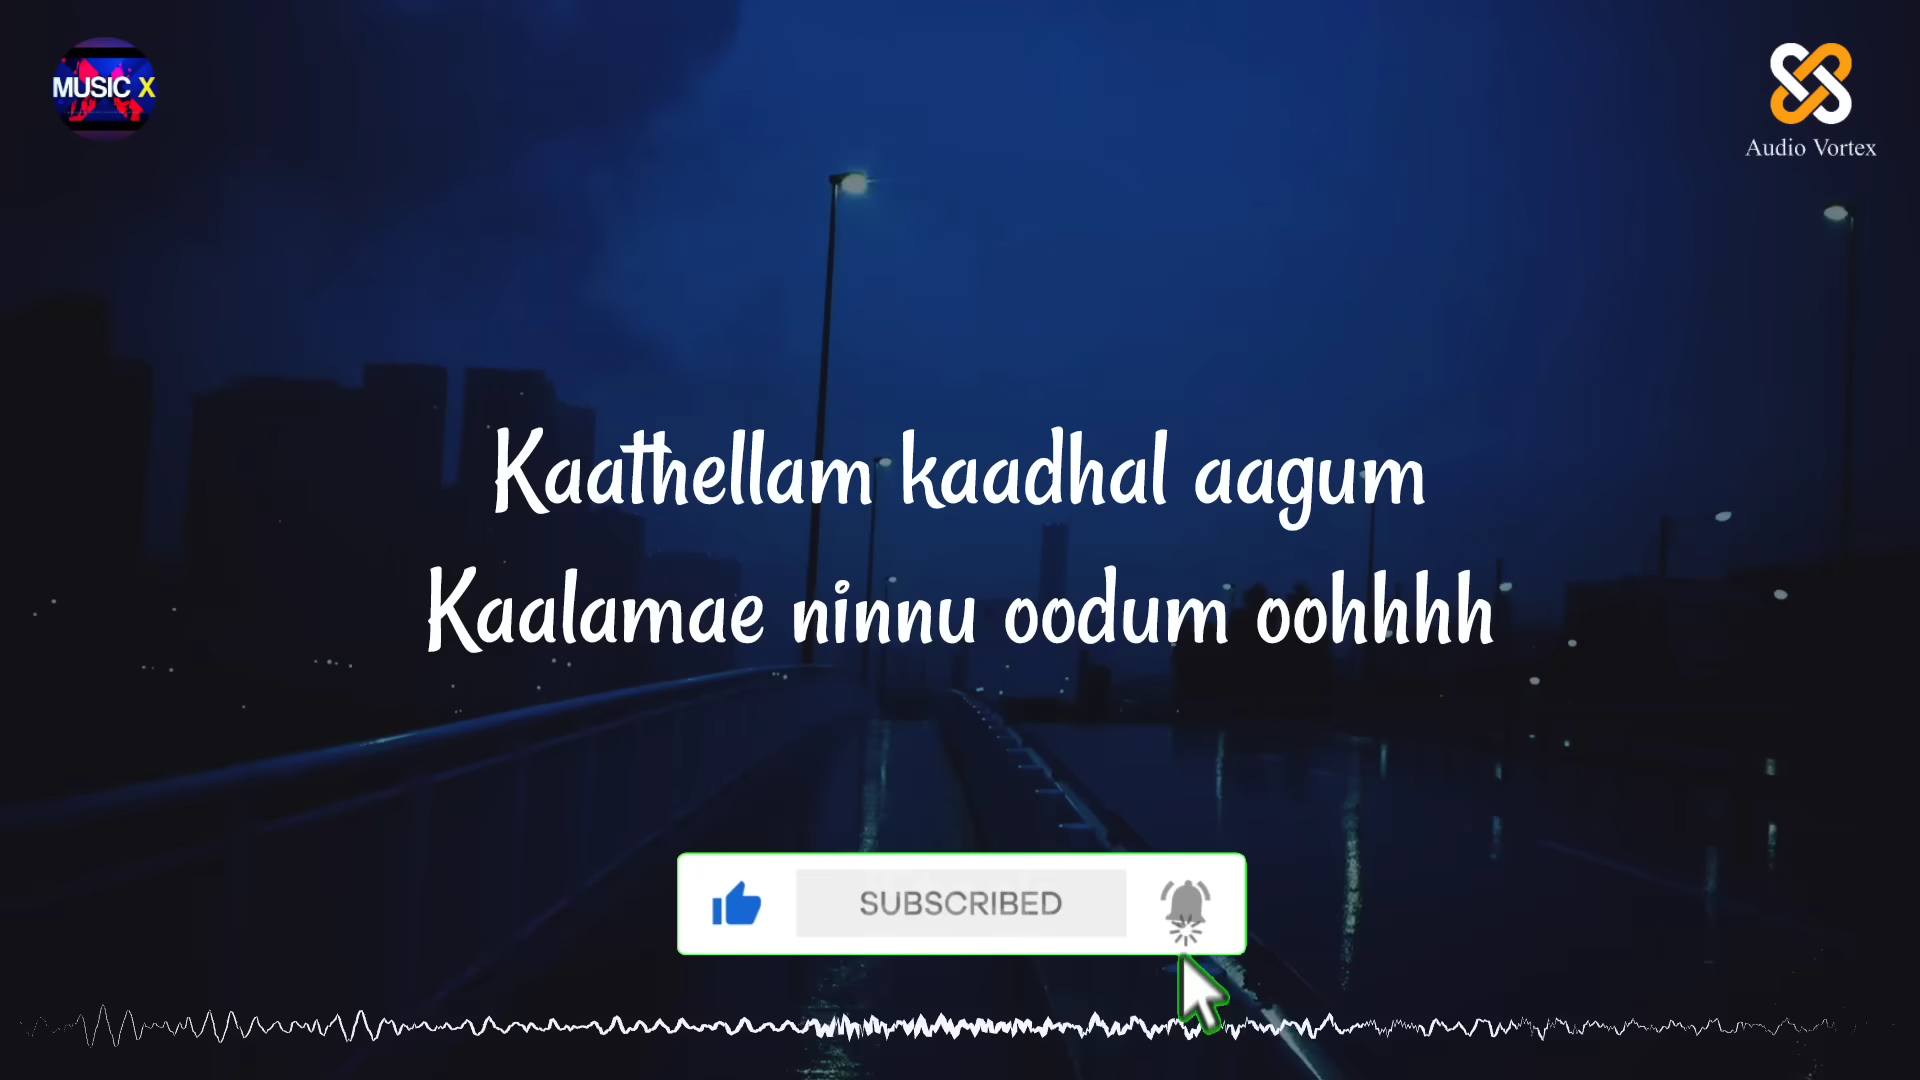 MUSIC X
Audio Vortex
Kaathellam kaadhal aagum
Kaalamae ninnu oodum oohhhh
SUBSCRIBED